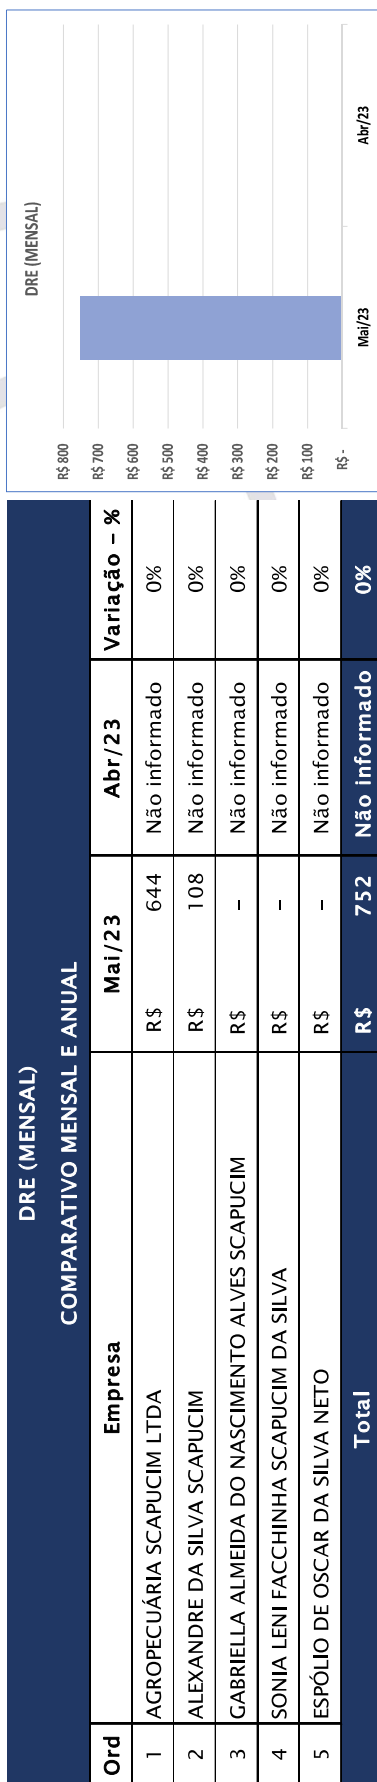 DRE (MENSAL)
COMPARATIVO MENSAL E ANUAL
Ord Empresa Mai/23 Abr/23 Variação – %
1 AGROPECUÁRIA SCAPUCIM LTDA R$ 644 Não informado 0%
2 ALEXANDRE DA SILVA SCAPUCIM R$ 108 Não informado 0%
3 GABRIELLA ALMEIDA DO NASCIMENTO ALVES SCAPUCIM R$ – Não informado 0%
4 SONIA LENI FACCHINHA SCAPUCIM DA SILVA R$ – Não informado 0%
5 ESPÓLIO DE OSCAR DA SILVA NETO R$ – Não informado 0%
Total R$ 752 Não informado 0%
DRE (MENSAL)
R$ 800
R$ 700
R$ 600
R$ 500
R$ 400
R$ 300
R$ 200
R$ 100
R$ -
Mai/23 Abr/23